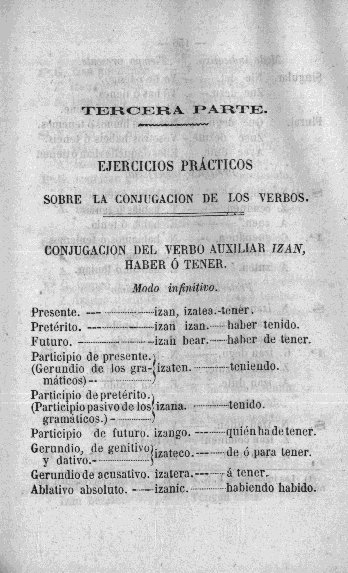 TERCERA PARTE.
EJERCICIOS PRÁCTICOS
SOBRE LA CONJUGACION DE LOS VERBOS.
CONJUGACION DEL VERBO AUXILIAR IZAN,
HABER Ó TENER.
Modo infinitivo.
Presente. — izan, izatea.-tener.
Pretérito. — izan izan. — haber tenido.
Futuro. — izan bear. — haber de tener.
Participio de presente.
(Gerundio de los gra- izaten. — teniendo.
máticos) —
Participio de pretérito.
(Participio pasivo de los izana. — tenido.
gramáticos.) -
Participio de futuro. izango. — quién ha de tener.
Gerundio, de genitivo izateco. — de ó para tener.
y dativo. -
Gerundio de acusativo. izatera. — á tener.
Ablativo absoluto. — izanic. — habiendo habido.